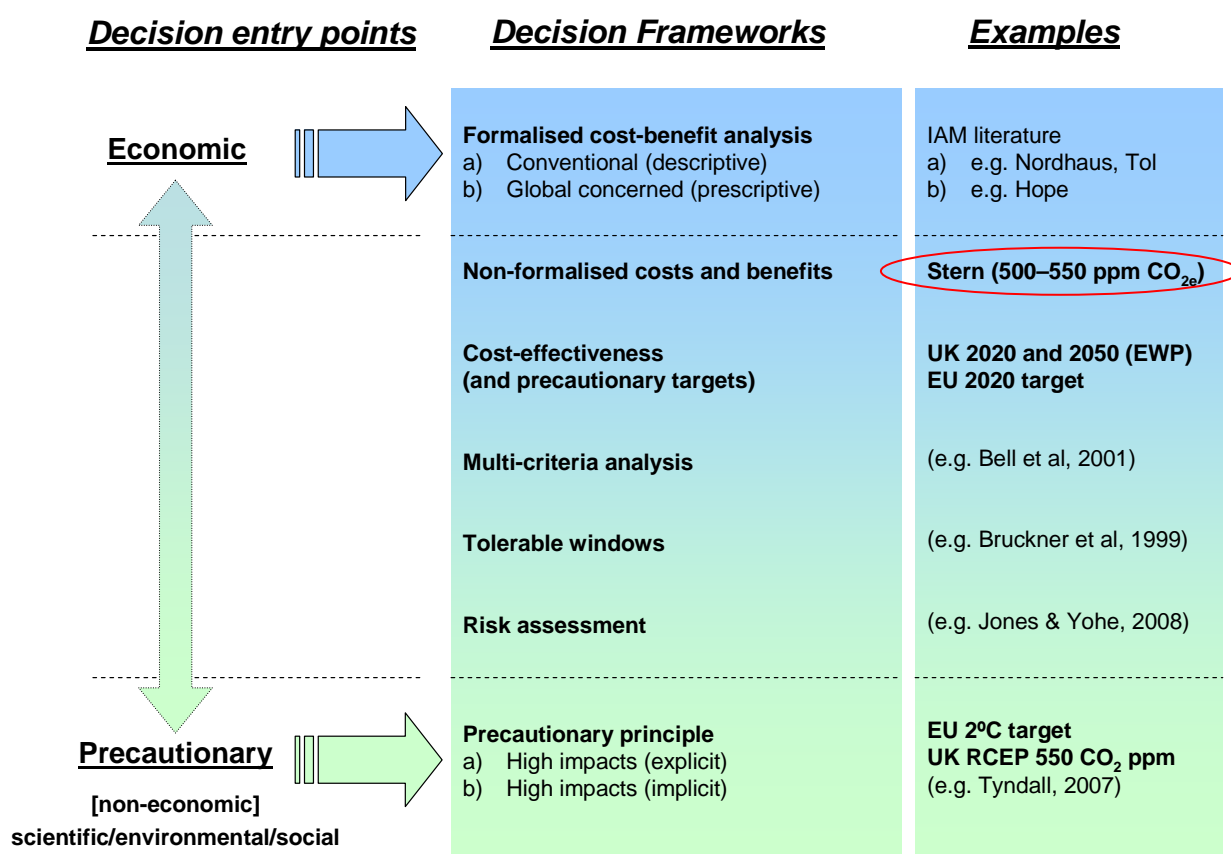 Decision entry points
Decision Frameworks
Examples
Economic
Formalised cost-benefit analysis
a) Conventional (descriptive)
b) Global concerned (prescriptive)
IAM literature
a) e.g. Nordhaus, Tol
b) e.g. Hope
Non-formalised costs and benefits
Stern (500–550 ppm CO2e)
Cost-effectiveness
(and precautionary targets)
UK 2020 and 2050 (EWP)
EU 2020 target
Multi-criteria analysis
(e.g. Bell et al, 2001)
Tolerable windows
(e.g. Bruckner et al, 1999)
Risk assessment
(e.g. Jones & Yohe, 2008)
Precautionary
[non-economic]
scientific/environmental/social
Precautionary principle
a) High impacts (explicit)
b) High impacts (implicit)
EU 2ºC target
UK RCEP 550 CO2 ppm
(e.g. Tyndall, 2007)